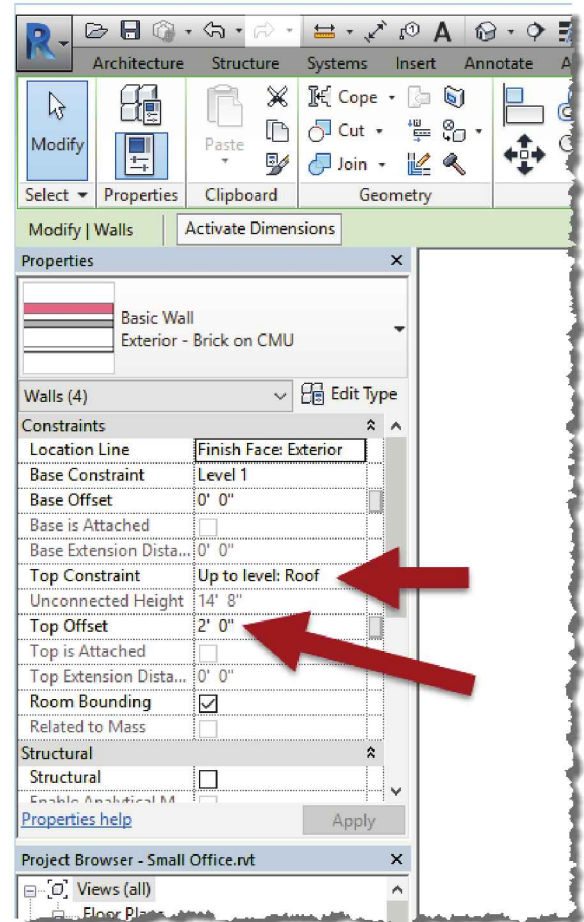 R
A
Architecture Structure Systems Insert Annotate A
Modify
Paste
Cope
Cut
Join
Select Properties Clipboard Geometry
Modify | Walls Activate Dimensions
Properties
Basic Wall
Exterior - Brick on CMU
Walls (4) Edit Type
Constraints
Location Line Finish Face: Exterior
Base Constraint Level 1
Base Offset 0' 0"
Base is Attached
Base Extension Dista... 0' 0"
Top Constraint Up to level: Roof
Unconnected Height 14' 8"
Top Offset 2' 0"
Top is Attached
Top Extension Dista... 0' 0"
Room Bounding
Related to Mass
Structural
Structural
Enable Analytical M...
Properties help Apply
Project Browser - Small Office.rvt
Views (all)
Floor Plans